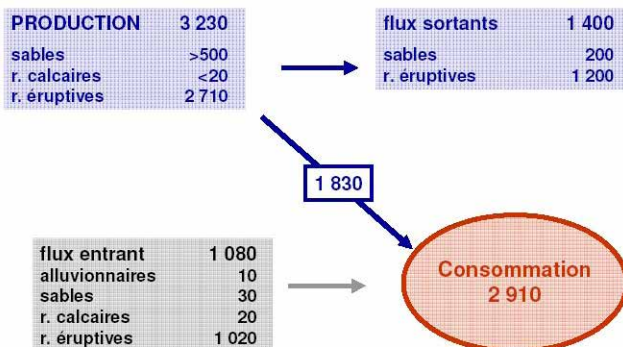 PRODUCTION 3 230
sables >500
r. calcaires <20
r. éruptives 2 710
flux sortants 1 400
sables 200
r. éruptives 1 200
1 830
flux entrant 1 080
alluvionnaires 10
sables 30
r. calcaires 20
r. éruptives 1 020
Consommation
2 910